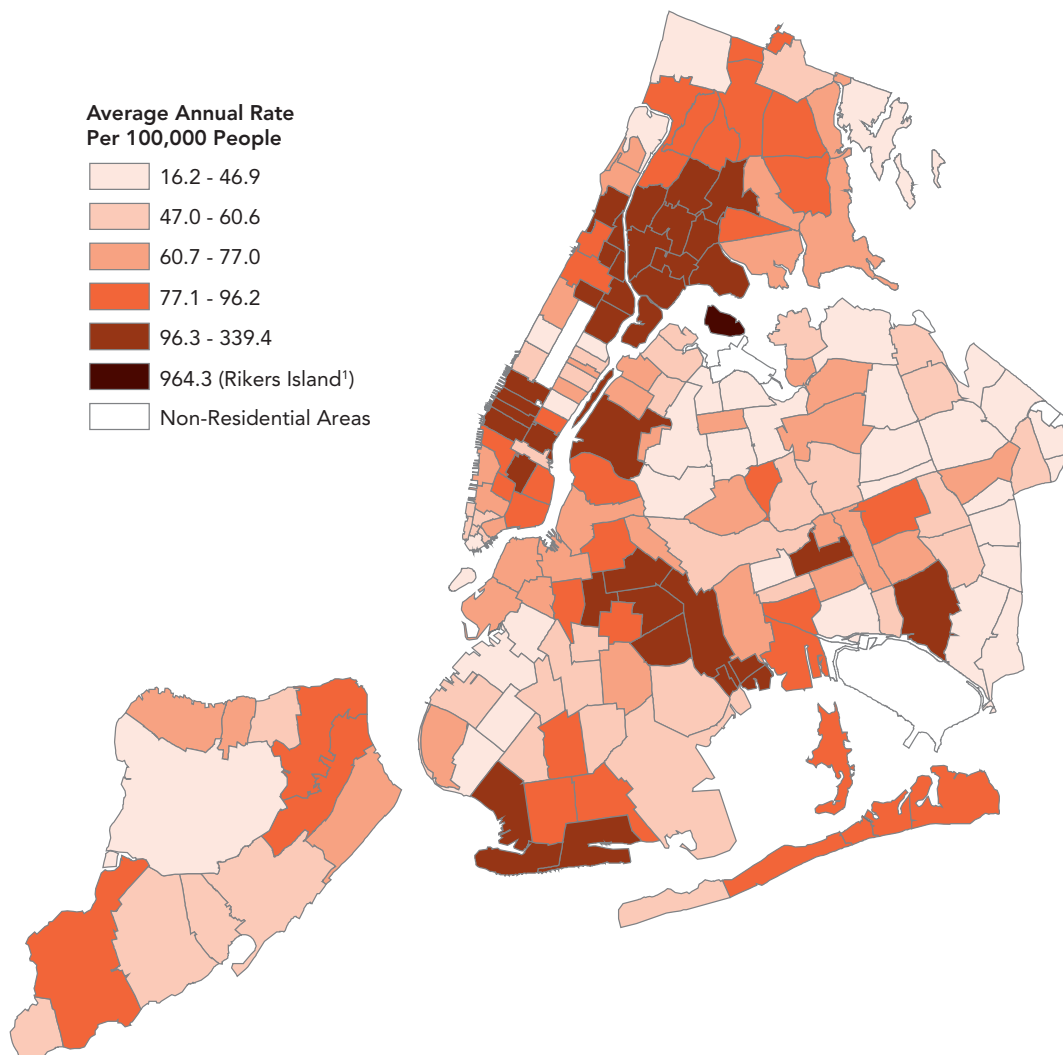 Average Annual Rate
Per 100,000 People
16.2 - 46.9
47.0 - 60.6
60.7 - 77.0
77.1 - 96.2
96.3 - 339.4
964.3 (Rikers Island¹)
Non-Residential Areas